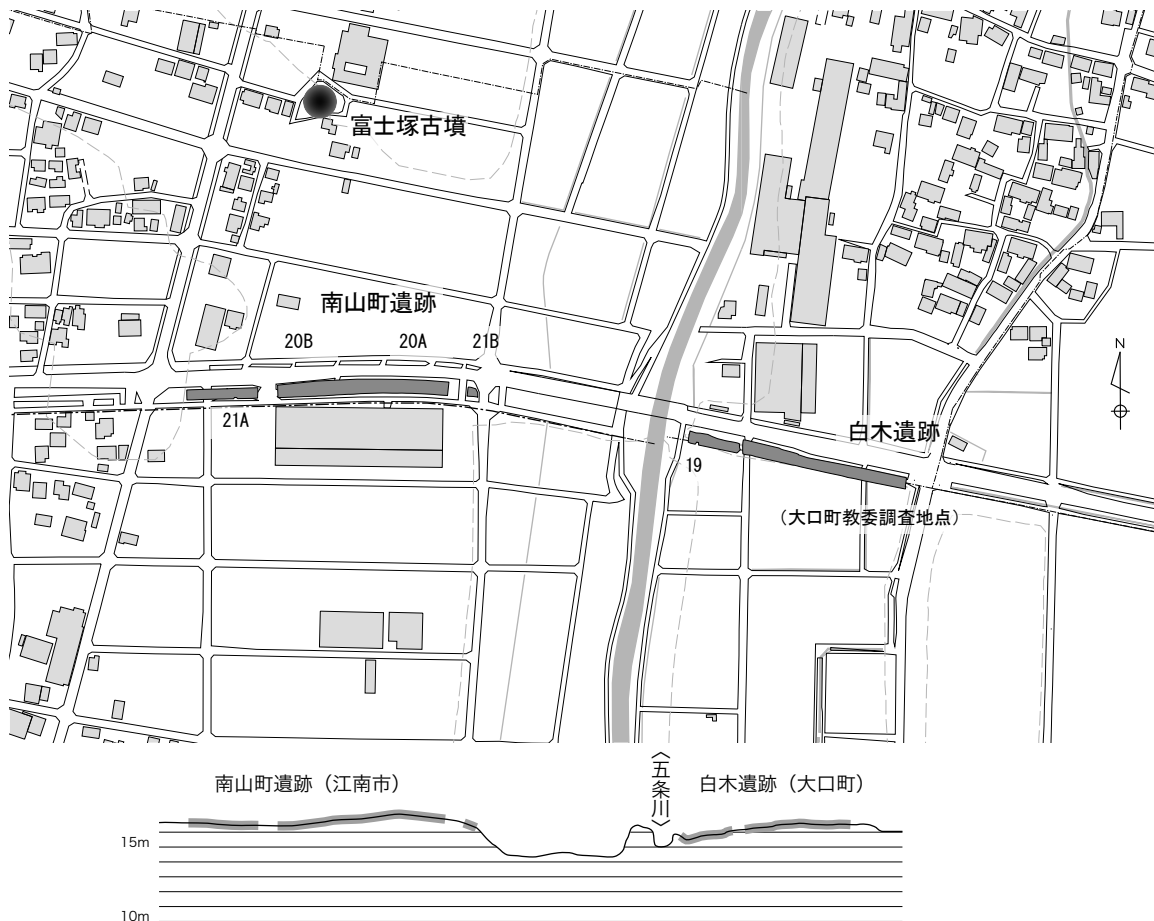 富士塚古墳
南山町遺跡
20B
20A
21B
N
21A
白木遺跡
19
（大口町教委調査地点）
南山町遺跡（江南市）
〈五条川〉
白木遺跡（大口町）
15m
10m